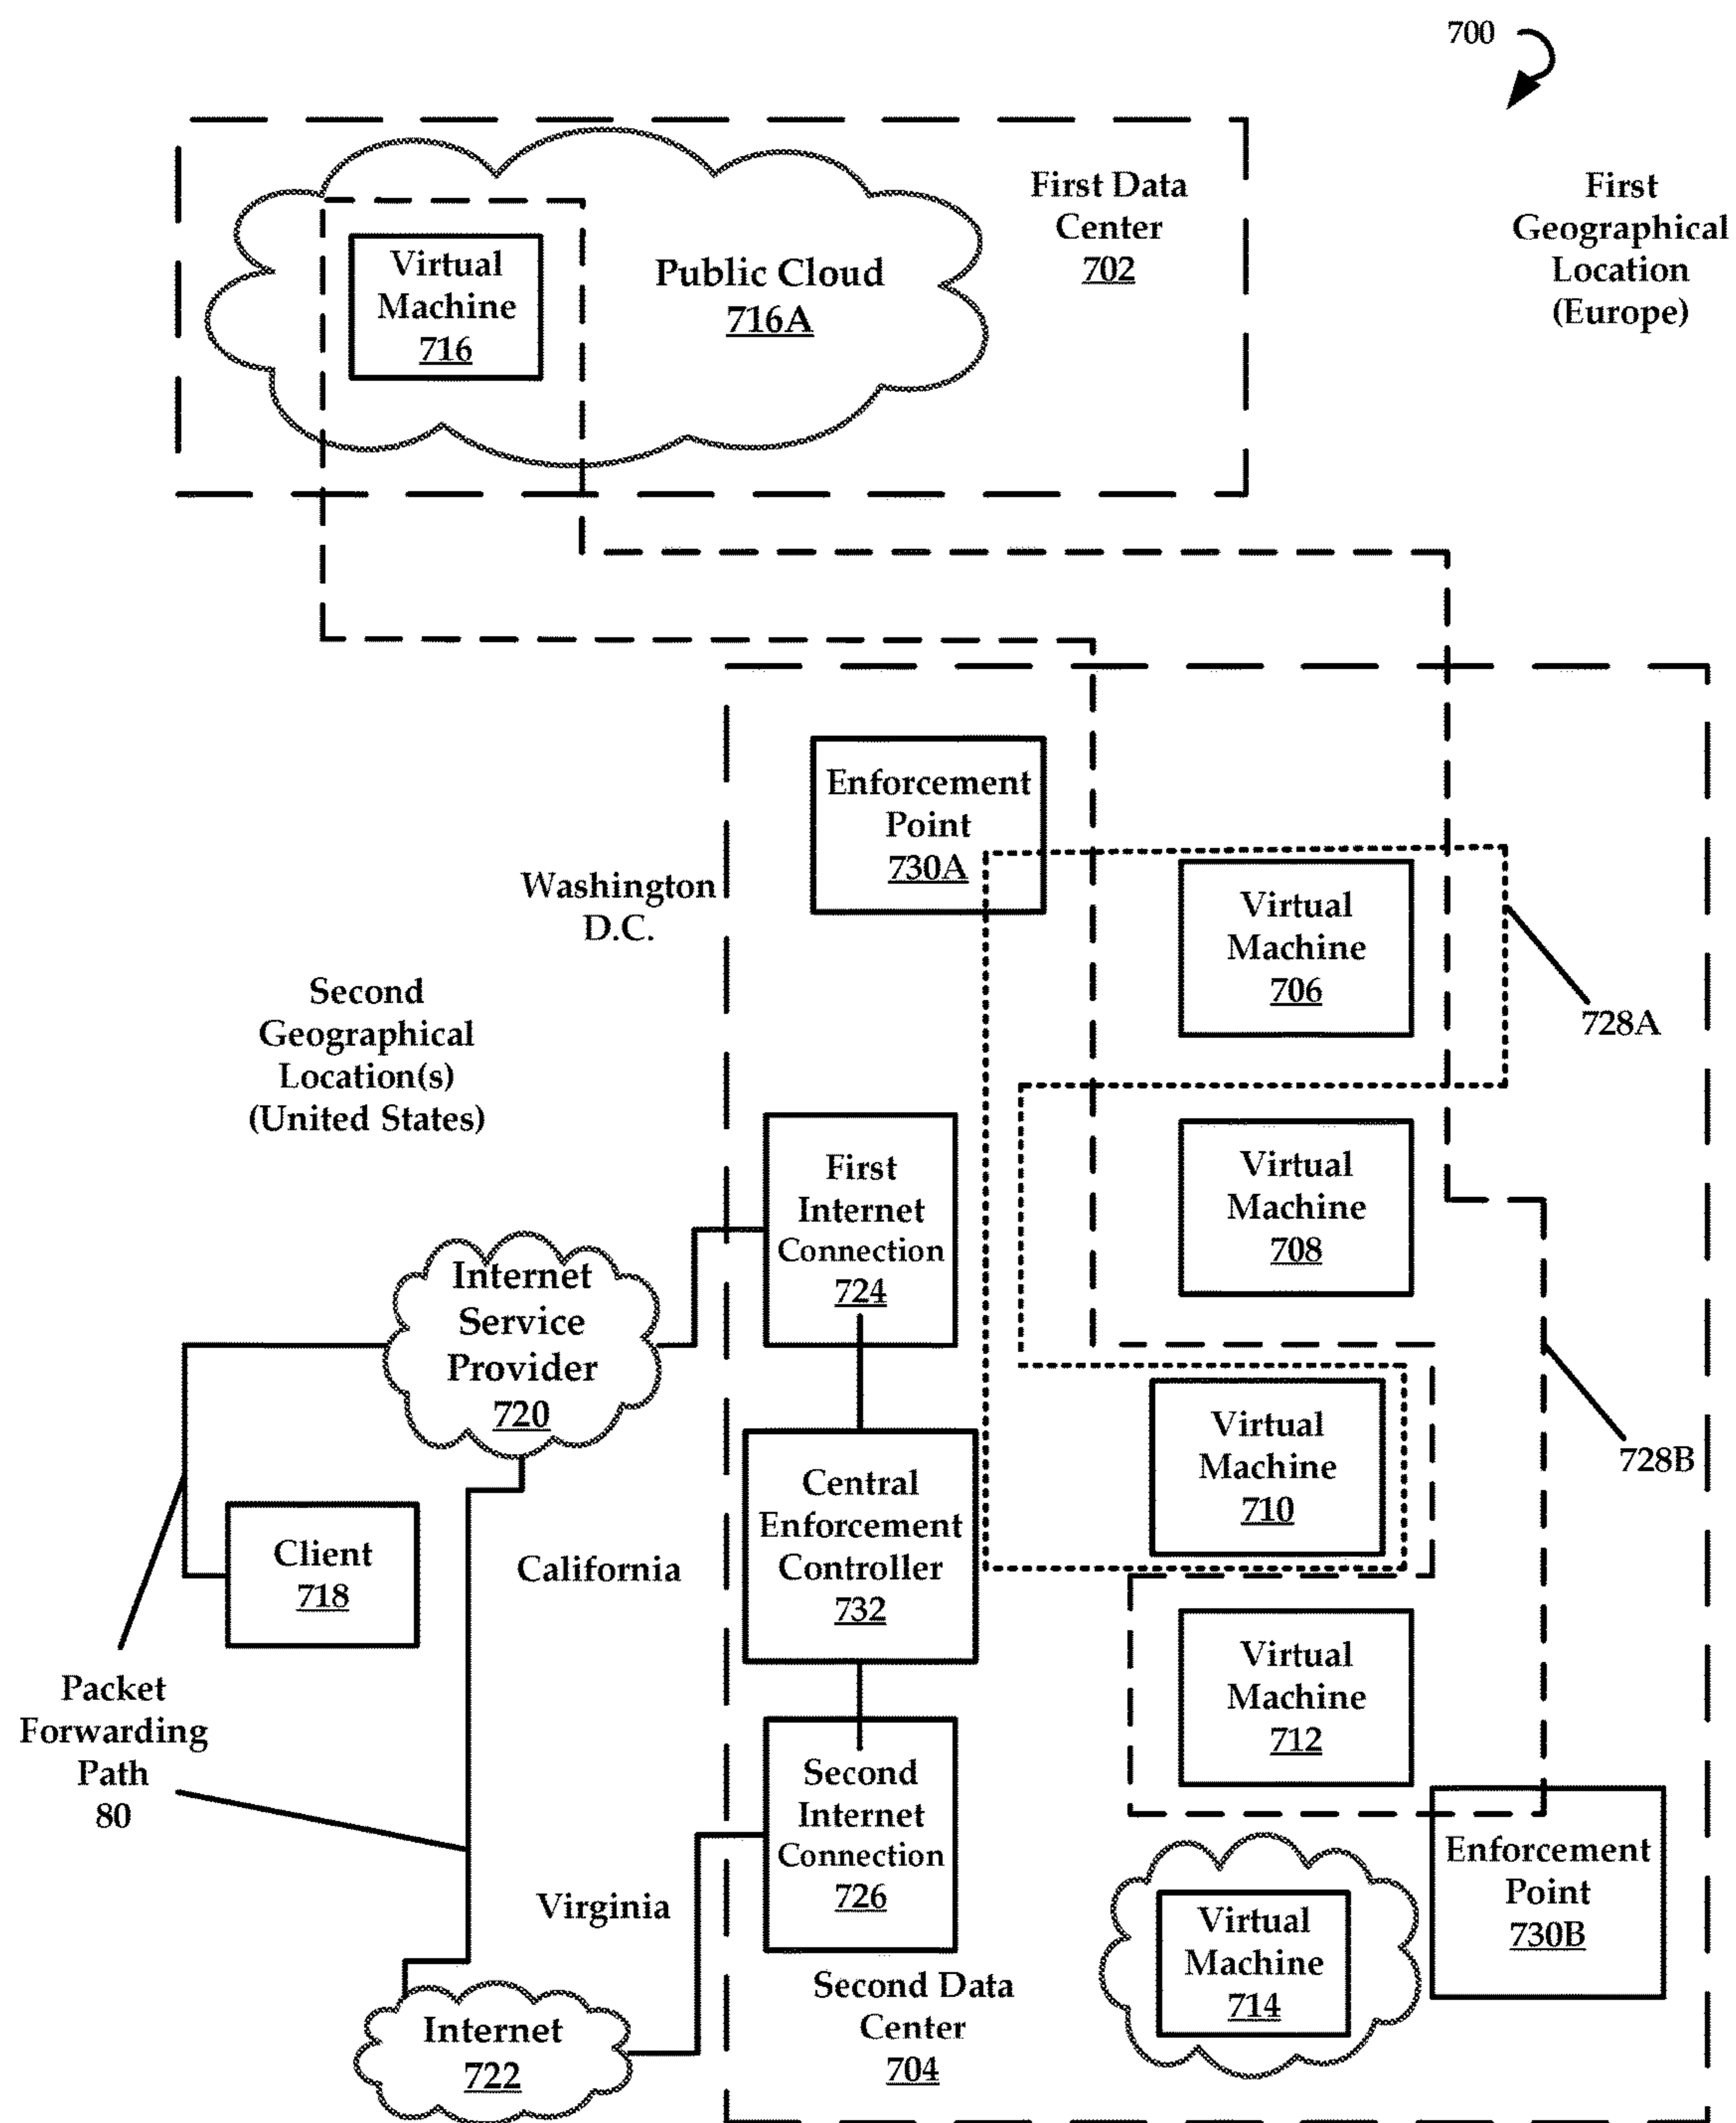 700
First Data
Center
702
First
Geographical
Location
(Europe)
Virtual
Machine
716
Public Cloud
716A
Enforcement
Point
730A
Washington
D.C.
Virtual
Machine
706
728A
Second
Geographical
Location(s)
(United States)
First
Internet
Connection
724
Virtual
Machine
708
Internet
Service
Provider
720
Virtual
Machine
710
728B
Central
Enforcement
Controller
732
California
Client
718
Packet
Forwarding
Path
80
Virtual
Machine
712
Second
Internet
Connection
726
Virginia
Enforcement
Point
730B
Virtual
Machine
714
Second Data
Center
704
Internet
722